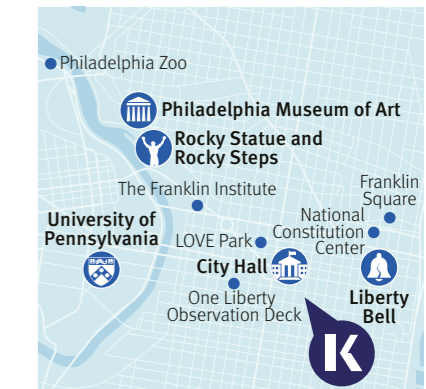 Philadelphia Zoo
Philadelphia Museum of Art
Rocky Statue and
Rocky Steps
The Franklin Institute
Franklin
Square
University of
Pennsylvania
National
Constitution
Center
LOVE Park
City Hall
One Liberty
Observation Deck
Liberty
Bell
K